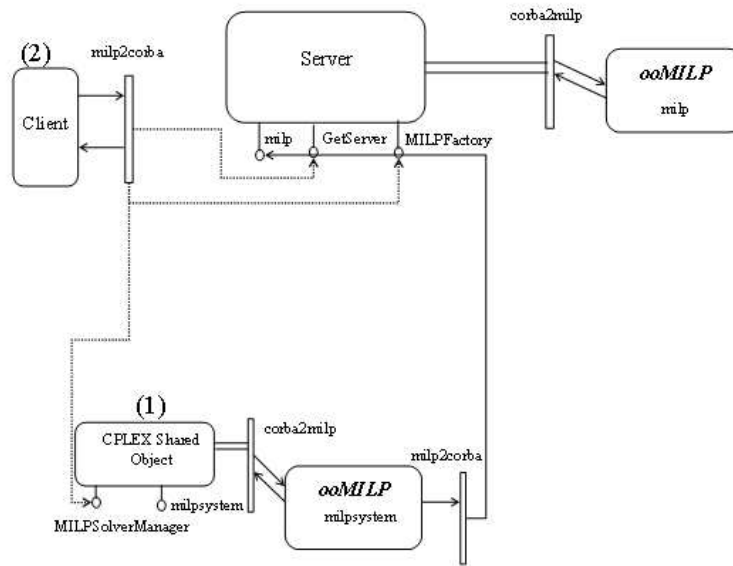 corba2milp
milp2corba
(2)
Server
ooMILP
milp
Client
milp
GetServer
MILPFactory
(1)
CPLEX Shared
Object
corba2milp
milp2corba
ooMILP
milpsystem
milpsystem
MILPSolverManager